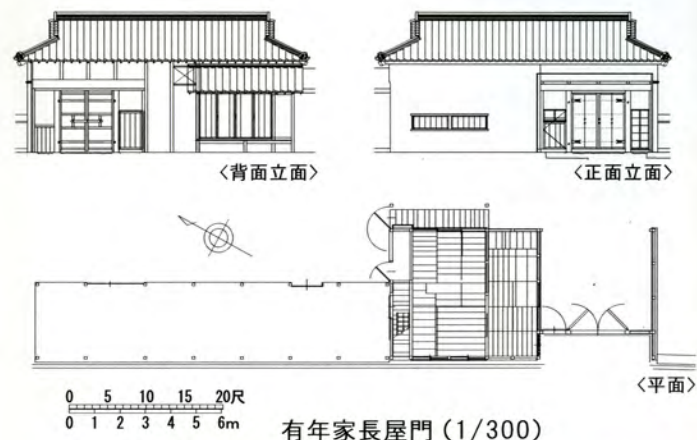 〈背面立面〉
〈正面立面〉
〈平面〉
0 5 10 15 20尺
0 1 2 3 4 5 6m
有年家長屋門（1/300）